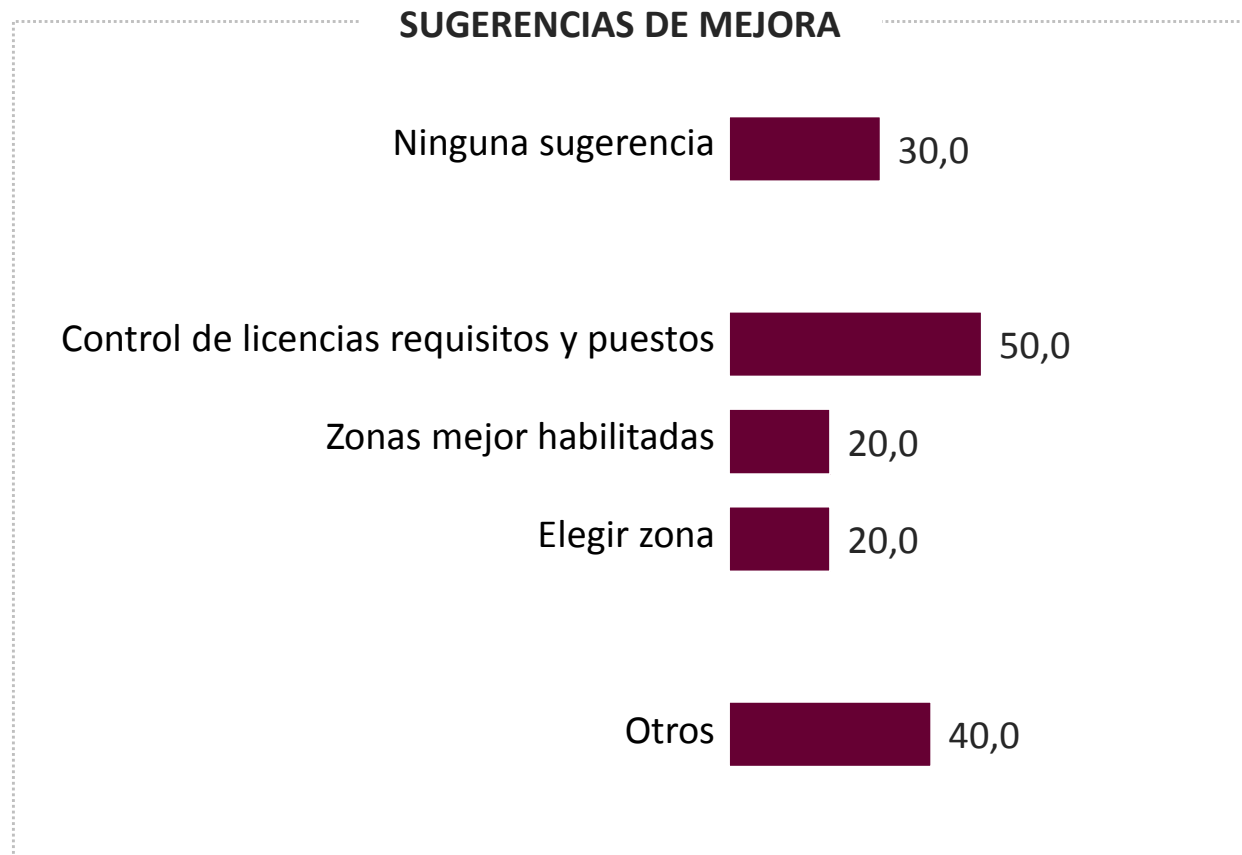 SUGERENCIAS DE MEJORA
Ninguna sugerencia 30,0
Control de licencias requisitos y puestos 50,0
Zonas mejor habilitadas 20,0
Elegir zona 20,0
Otros 40,0